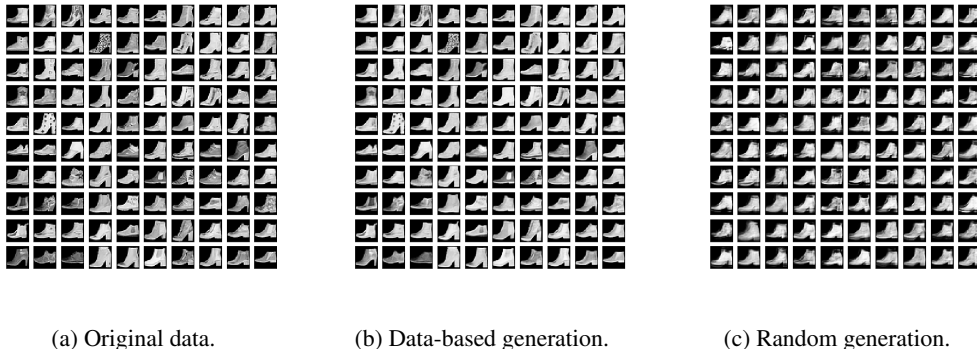 (a) Original data.
(b) Data-based generation.
(c) Random generation.